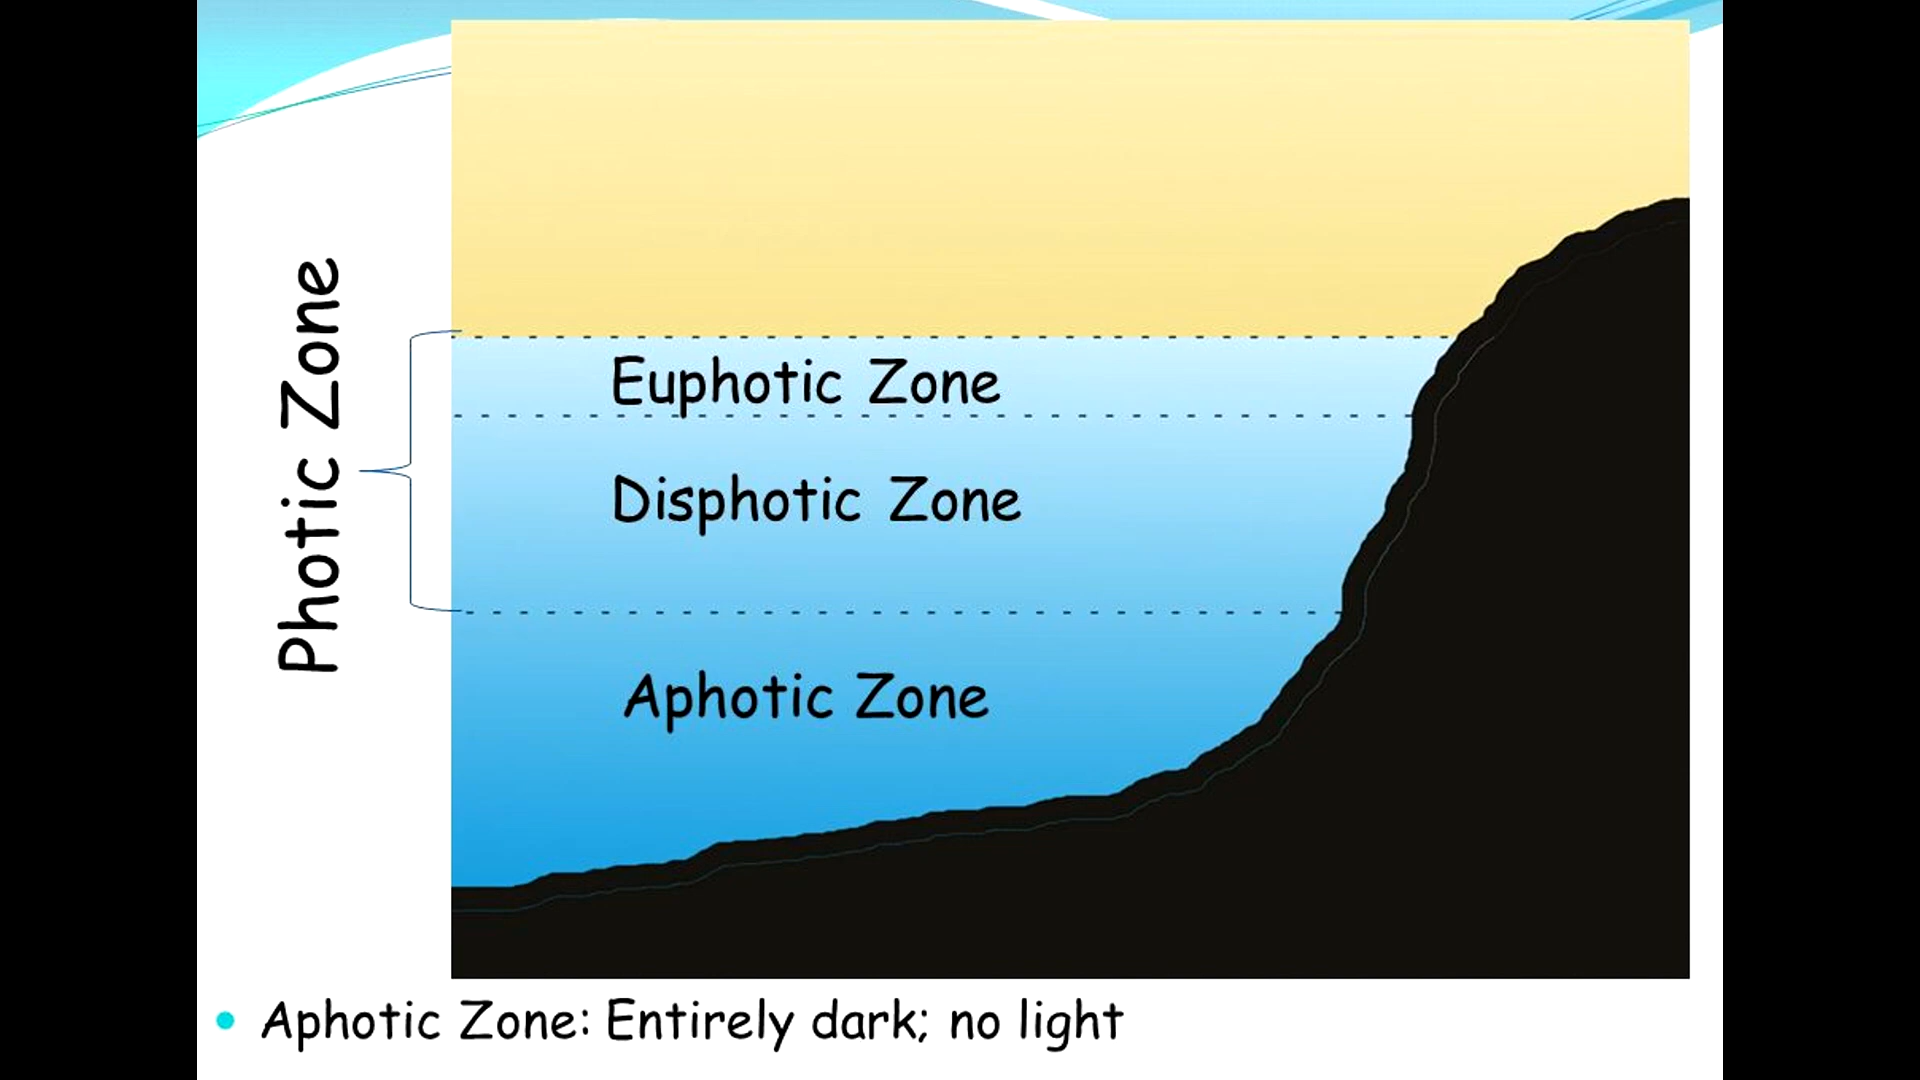 Photic Zone
Euphotic Zone
Disphotic Zone
Aphotic Zone
• Aphotic Zone: Entirely dark; no light